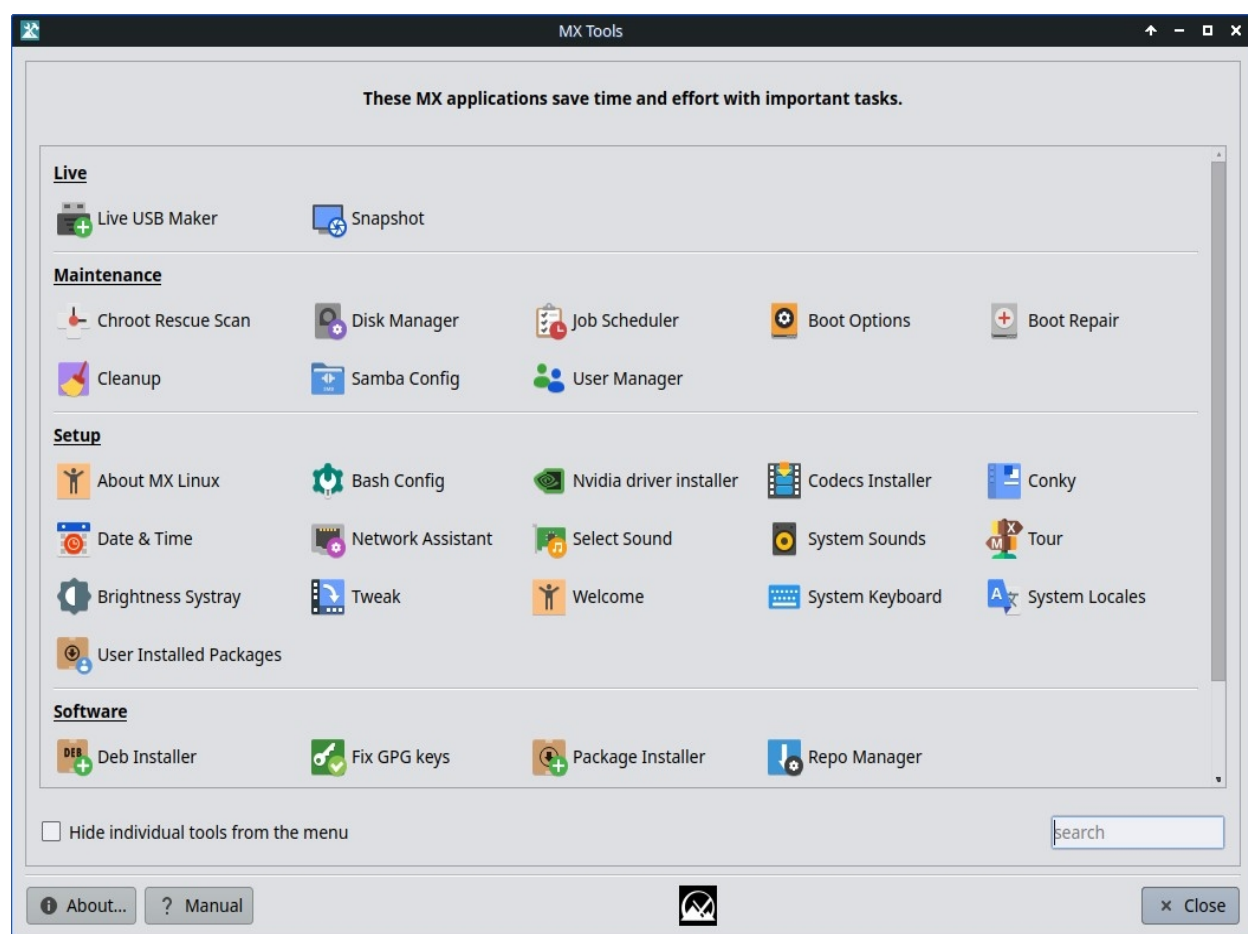 MX Tools
These MX applications save time and effort with important tasks.
Live
Live USB Maker Snapshot
Maintenance
Chroot Rescue Scan Disk Manager Job Scheduler Boot Options Boot Repair
Cleanup Samba Config User Manager
Setup
About MX Linux Bash Config Nvidia driver installer Codecs Installer Conky
Date & Time Network Assistant Select Sound System Sounds Tour
Brightness Systray Tweak Welcome System Keyboard System Locales
User Installed Packages
Software
Deb Installer Fix GPG keys Package Installer Repo Manager
Hide individual tools from the menu search
About... ? Manual × Close